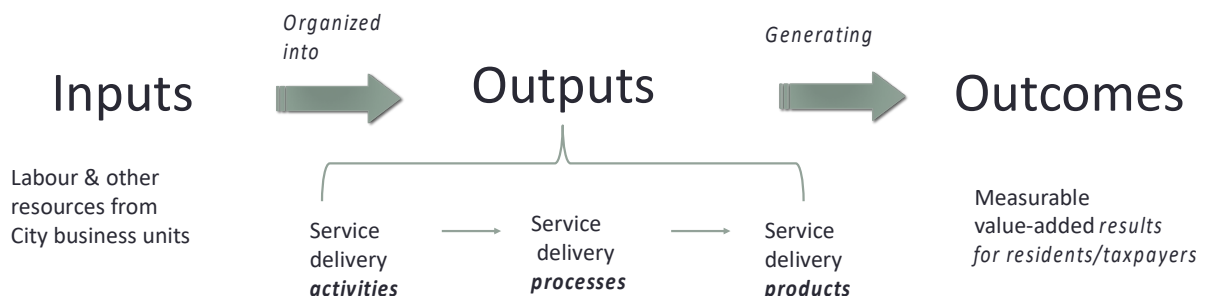 Organized
into
Generating
Inputs
Outputs
Outcomes
Labour & other
resources from
City business units
Service
delivery
activities
Service
delivery
processes
Service
delivery
products
Measurable
value-added results
for residents/taxpayers